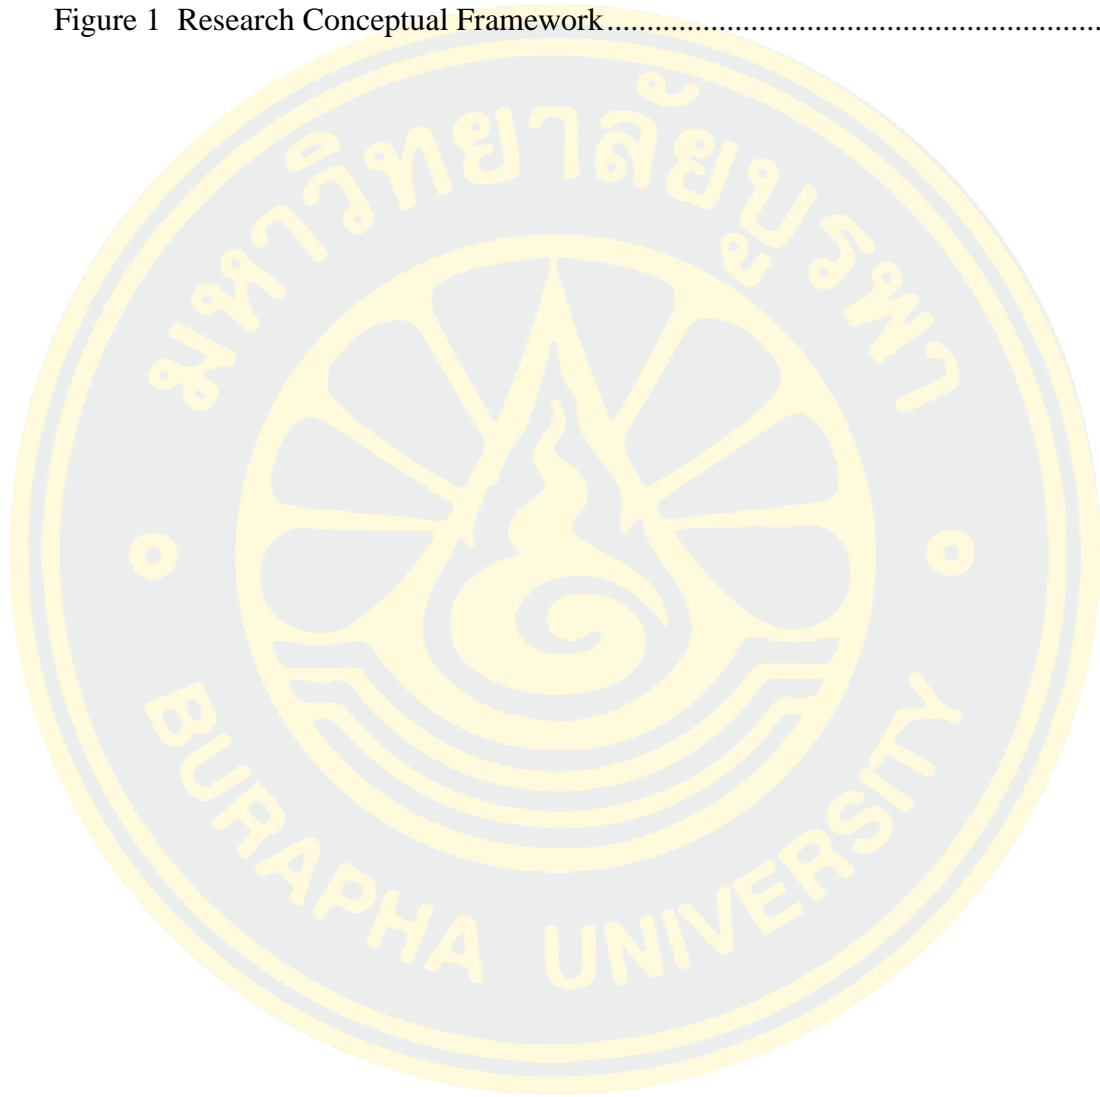 Figure 1  Research Conceptual Framework.............................................................
มหาวิทยาลัยบูรพา
BURAPHA UNIVERSITY